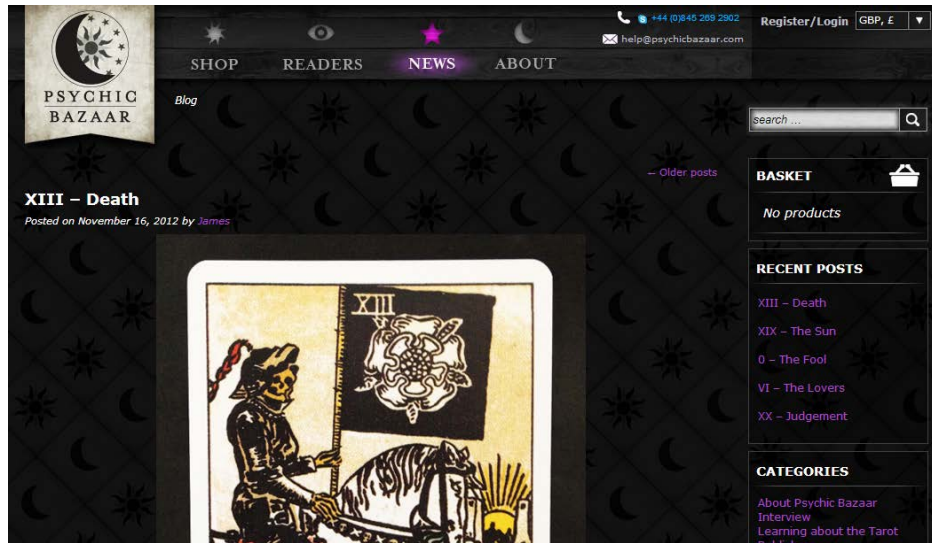 PSYCHIC
BAZAAR
SHOP
READERS
NEWS
ABOUT
+44 (0)845 269 2902
help@psychicbazaar.com
Register/Login
GBP, £
Blog
search ...
← Older posts
XIII – Death
Posted on November 16, 2012 by James
XIII
BASKET
No products
RECENT POSTS
XIII – Death
XIX – The Sun
0 – The Fool
VI – The Lovers
XX – Judgement
CATEGORIES
About Psychic Bazaar
Interview
Learning about the Tarot